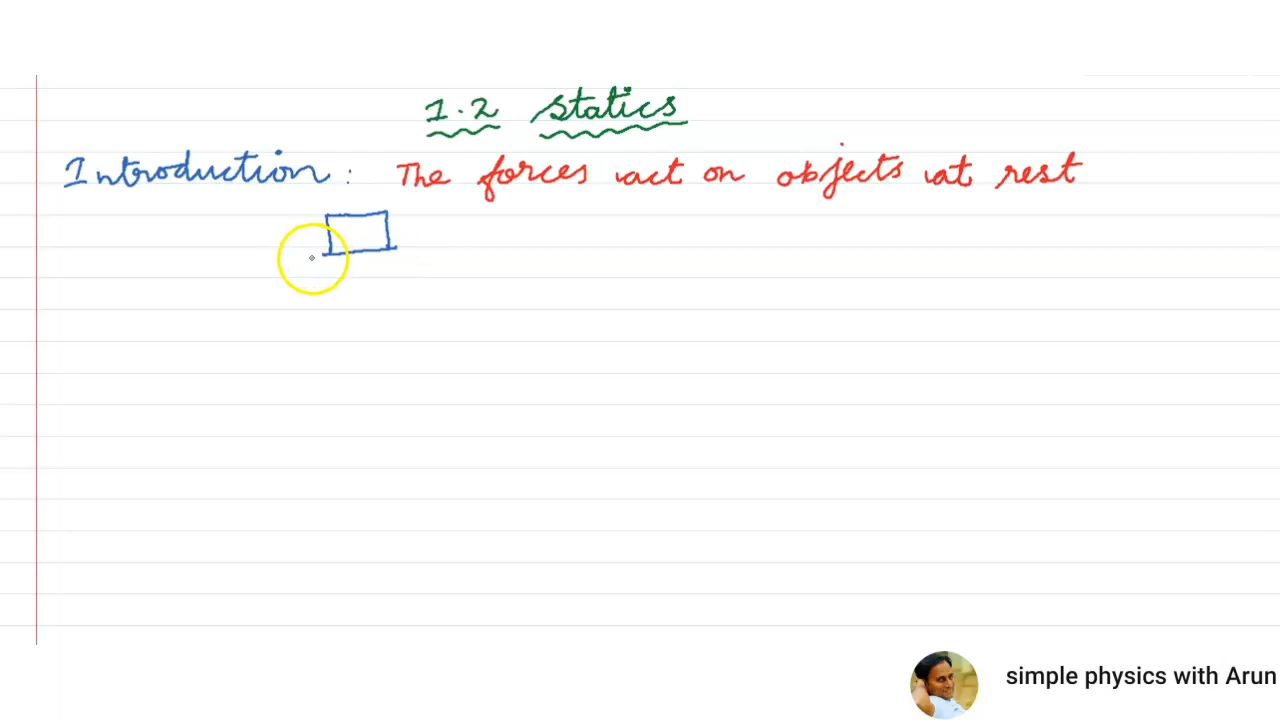 1.2 Statics
Introduction: The forces act on objects at rest
simple physics with Arun